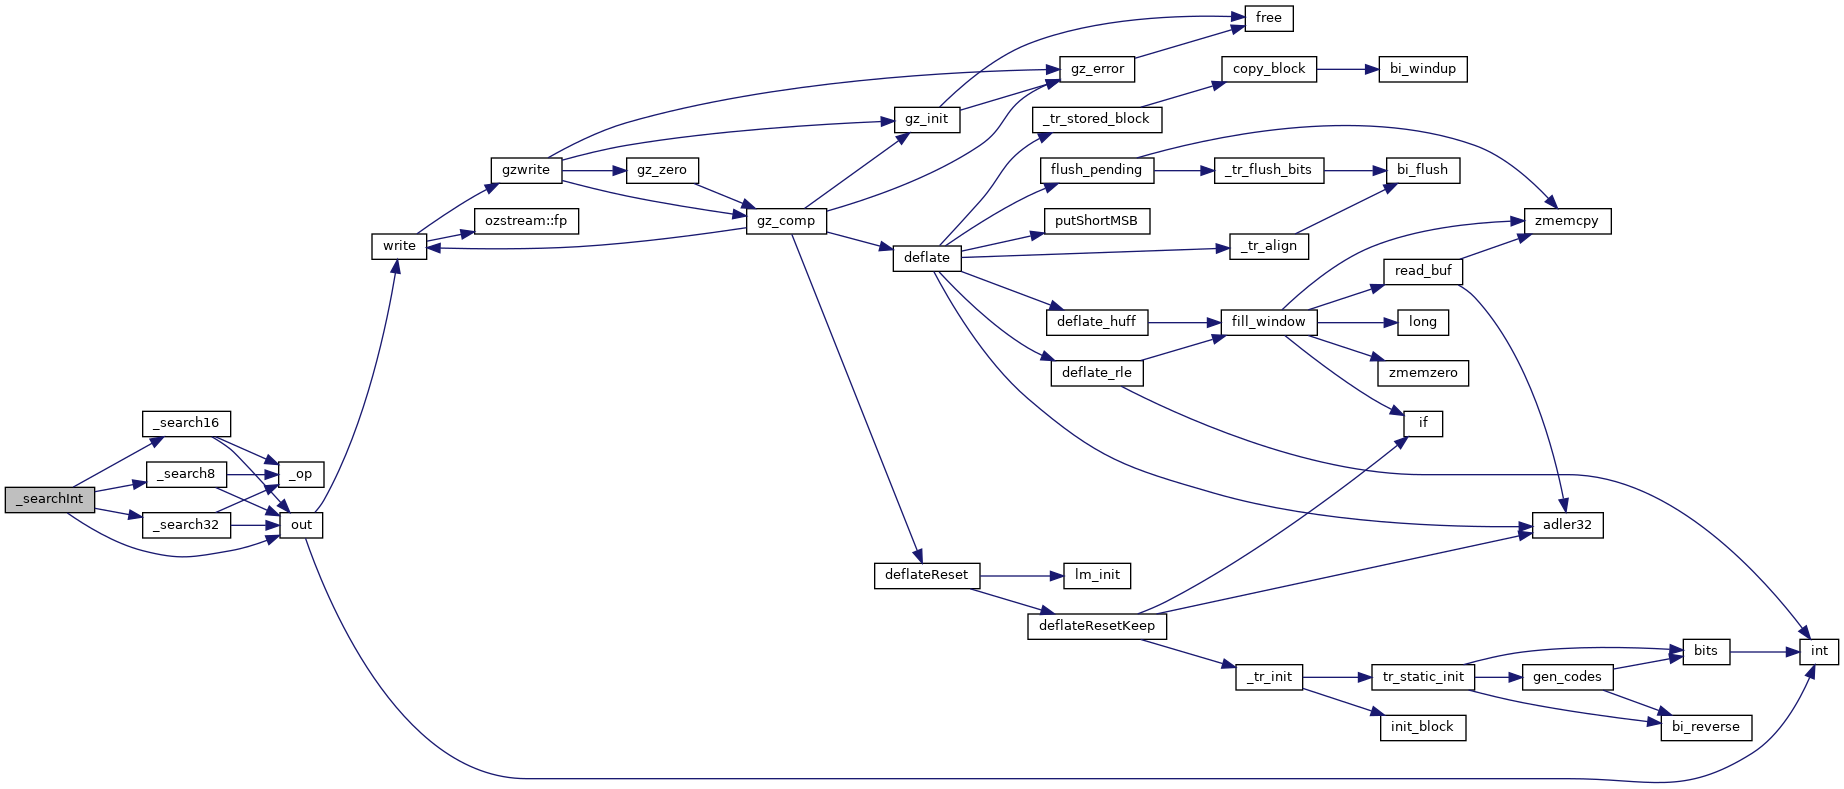 free
gz_error
copy_block
bi_windup
gz_init
_tr_stored_block
gzwrite
gz_zero
flush_pending
_tr_flush_bits
bi_flush
ozstream::fp
gz_comp
putShortMSB
zmemcpy
write
deflate
_tr_align
read_buf
deflate_huff
fill_window
long
deflate_rle
zmemzero
_search16
if
_search8
_op
_searchInt
_search32
out
adler32
deflateReset
lm_init
deflateResetKeep
bits
int
_tr_init
tr_static_init
gen_codes
init_block
bi_reverse